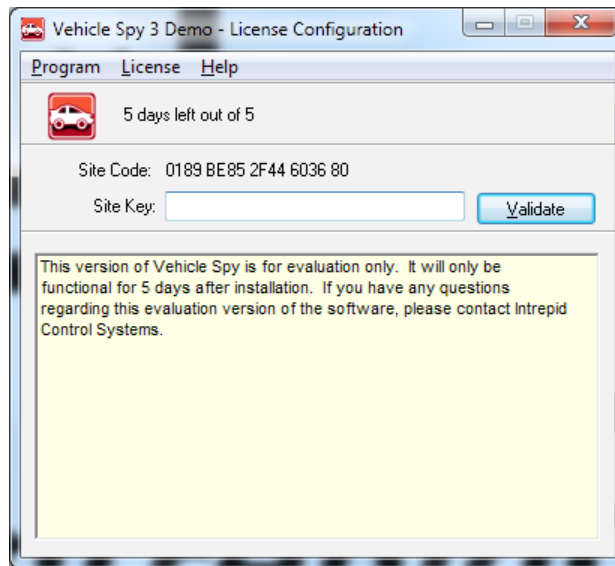 Vehicle Spy 3 Demo - License Configuration
Program License Help
5 days left out of 5
Site Code: 0189 BE85 2F44 6036 80
Site Key:
Validate
This version of Vehicle Spy is for evaluation only. It will only be
functional for 5 days after installation. If you have any questions
regarding this evaluation version of the software, please contact Intrepid
Control Systems.